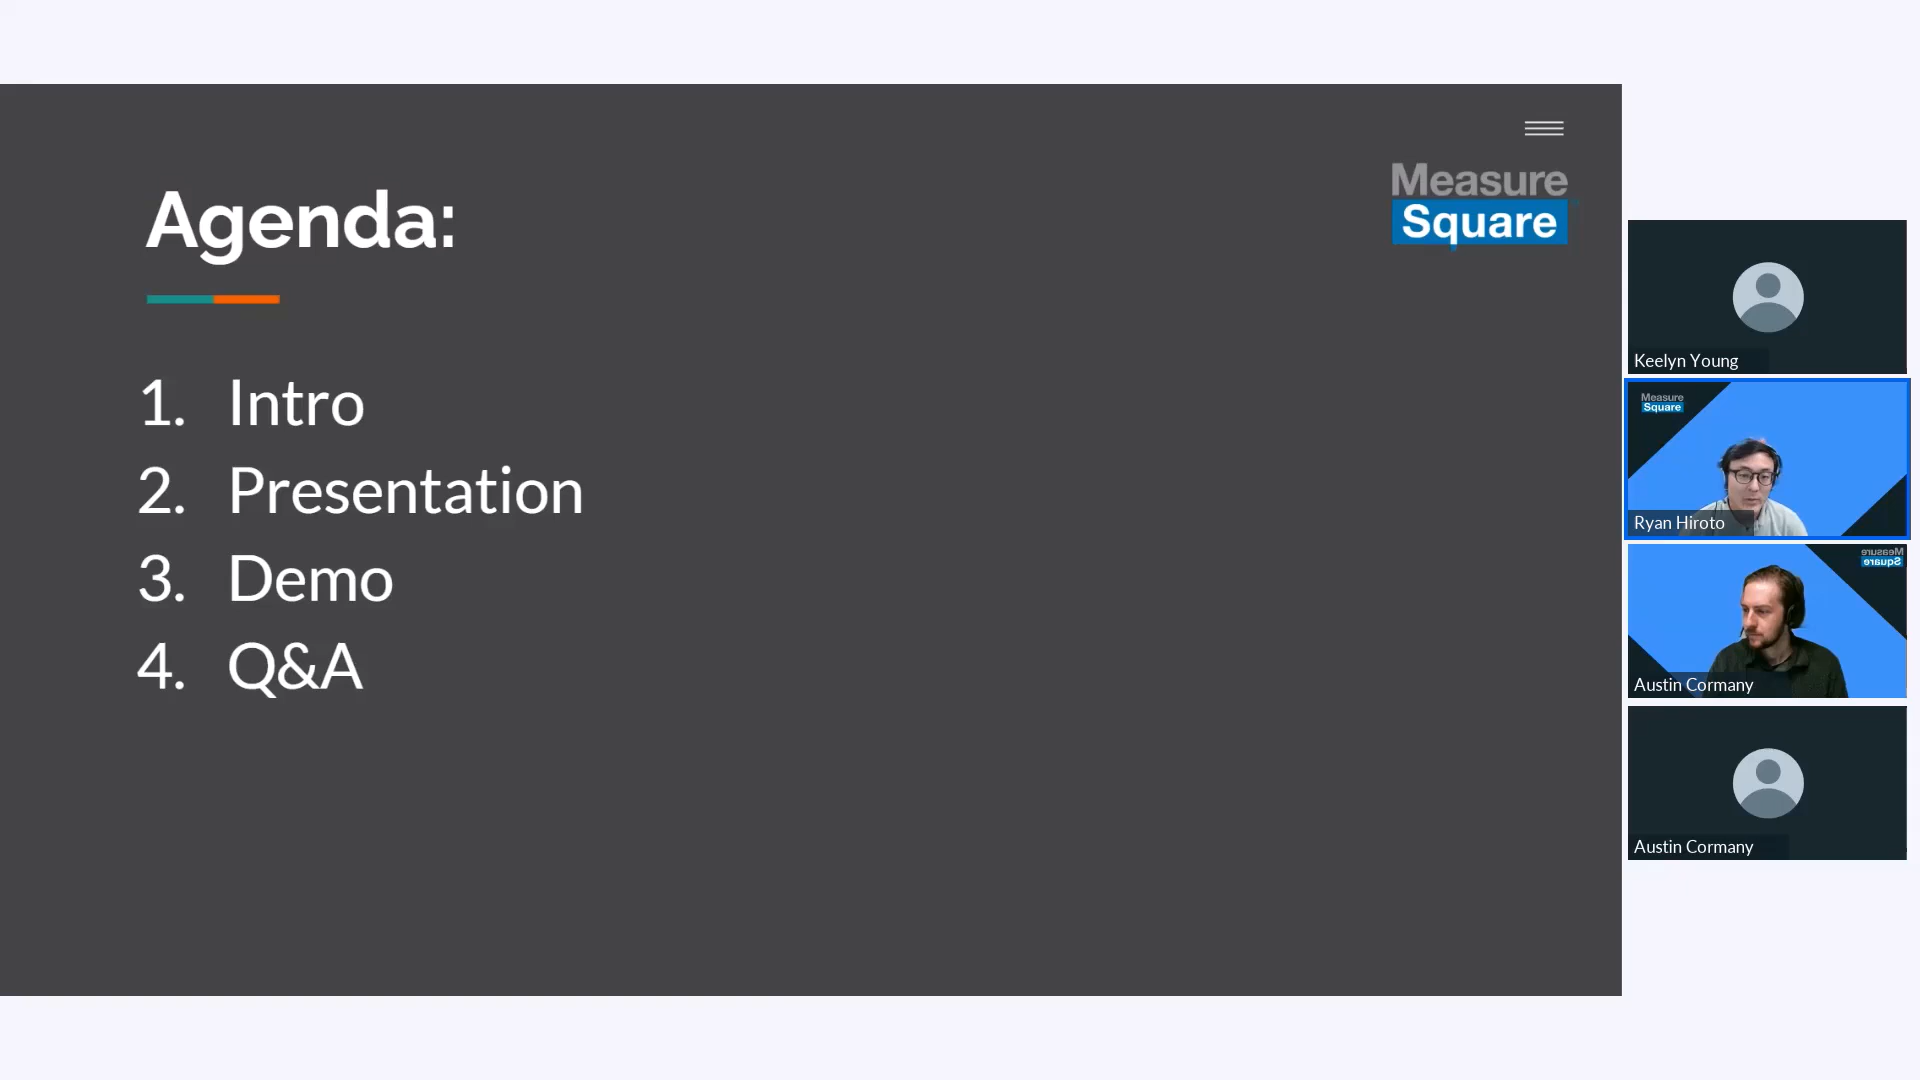 Agenda:
Measure
Square
1. Intro
2. Presentation
3. Demo
4. Q&A
Keelyn Young
Measure
Square
Ryan Hiroto
Measure
Square
Austin Cormany
Austin Cormany